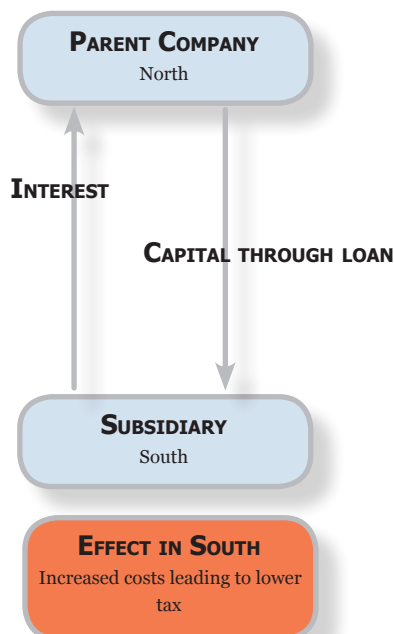 Parent Company
North
Interest
Capital through loan
Subsidiary
South
Effect in South
Increased costs leading to lower
tax